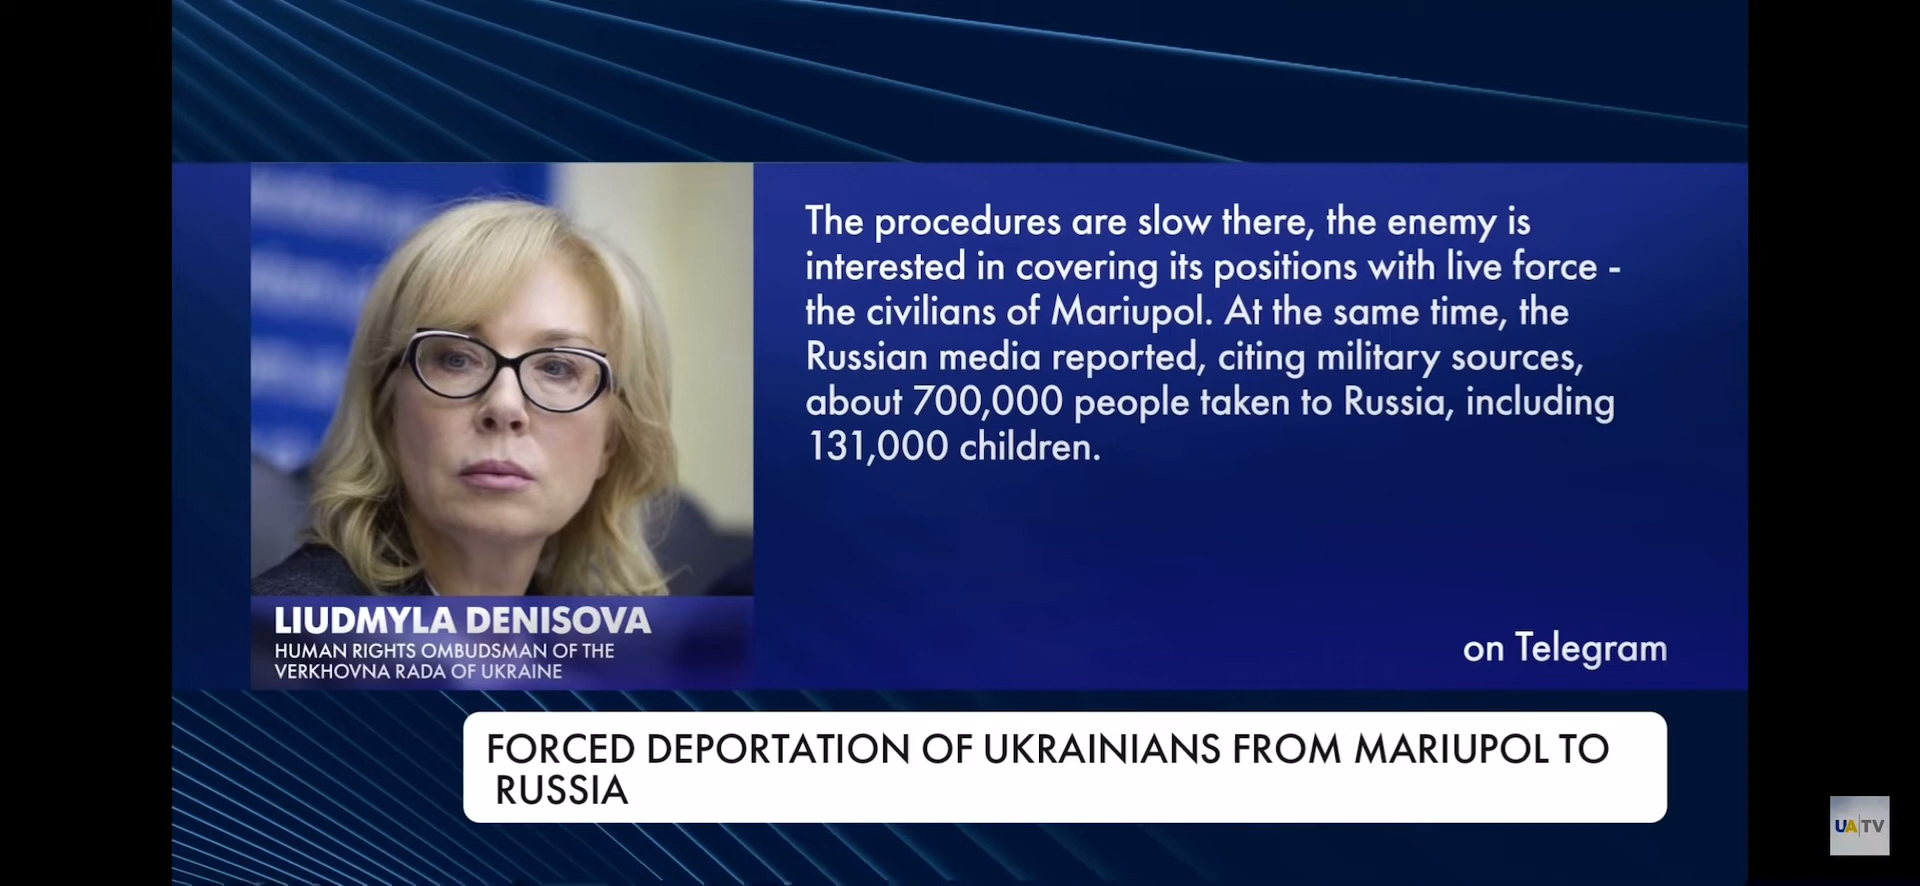 The procedures are slow there, the enemy is
interested in covering its positions with live force -
the civilians of Mariupol. At the same time, the
Russian media reported, citing military sources,
about 700,000 people taken to Russia, including
131,000 children.
LIUDMYLA DENISOVA
HUMAN RIGHTS OMBUDSMAN OF THE
VERKHOVNA RADA OF UKRAINE
on Telegram
FORCED DEPORTATION OF UKRAINIANS FROM MARIUPOL TO
RUSSIA
UA|TV